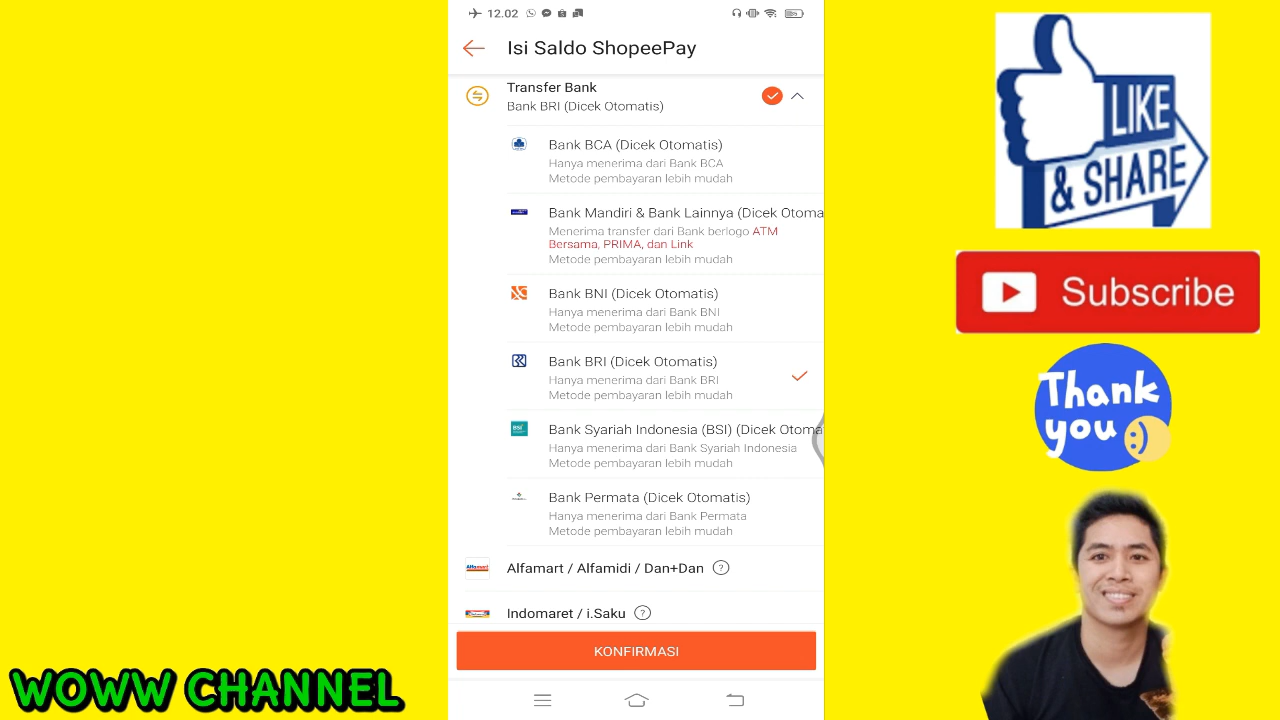 12.02
Isi Saldo ShopeePay
Transfer Bank
Bank BRI (Dicek Otomatis)
Bank BCA (Dicek Otomatis)
Hanya menerima dari Bank BCA
Metode pembayaran lebih mudah
Bank Mandiri & Bank Lainnya (Dicek Otoma
Menerima transfer dari Bank berlogo ATM
Bersama, PRIMA, dan Link
Metode pembayaran lebih mudah
Bank BNI (Dicek Otomatis)
Hanya menerima dari Bank BNI
Metode pembayaran lebih mudah
Bank BRI (Dicek Otomatis)
Hanya menerima dari Bank BRI
Metode pembayaran lebih mudah
BSI
Bank Syariah Indonesia (BSI) (Dicek Otoma
Hanya menerima dari Bank Syariah Indonesia
Metode pembayaran lebih mudah
Bank Permata (Dicek Otomatis)
Hanya menerima dari Bank Permata
Metode pembayaran lebih mudah
Alfamart
Alfamart / Alfamidi / Dan+Dan ?
Indomaret / i.Saku ?
KONFIRMASI
LIKE
& SHARE
Subscribe
Thank
you
WOWW CHANNEL